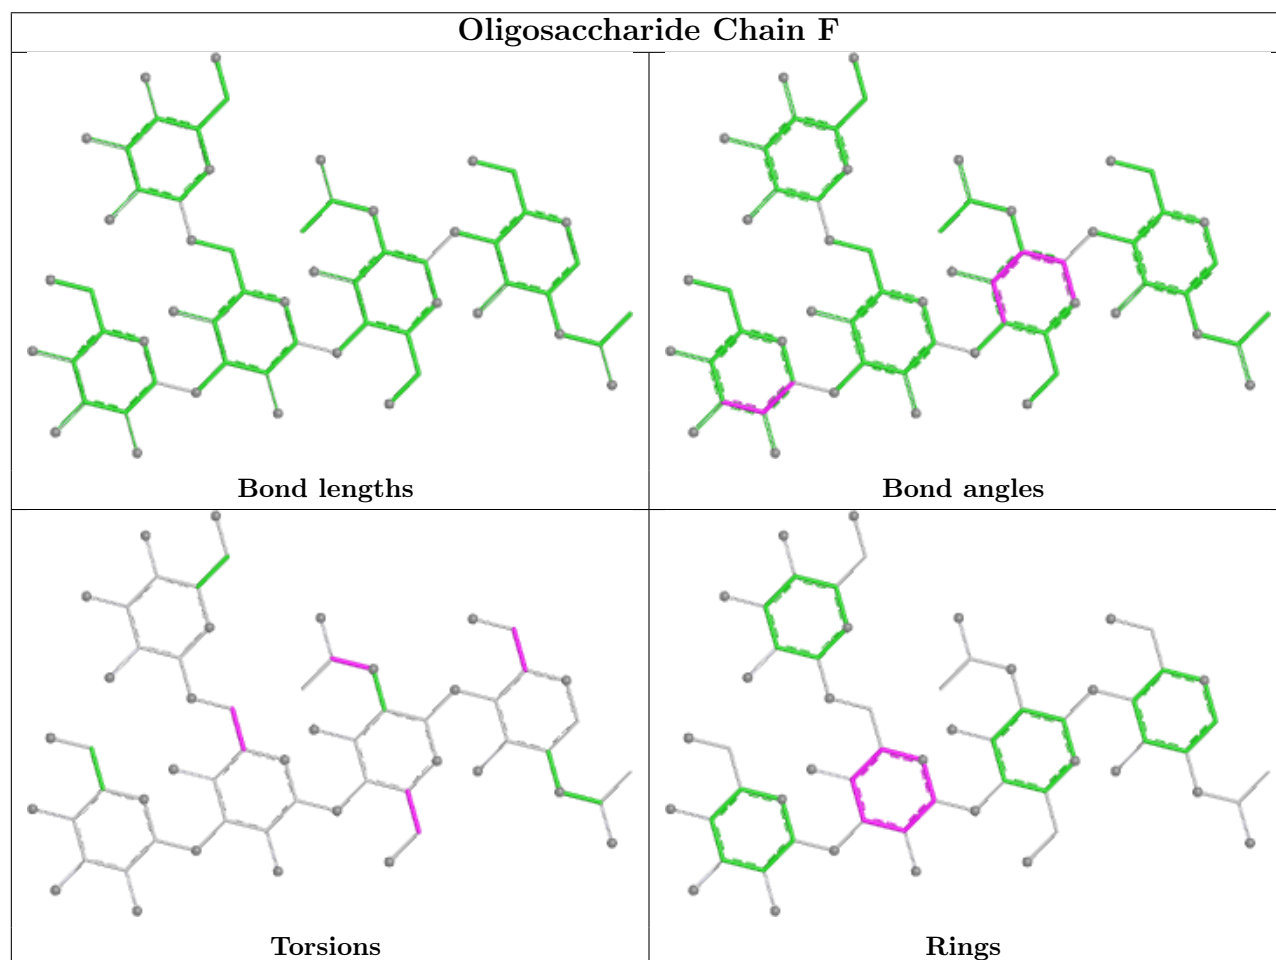 Oligosaccharide Chain F
Bond lengths
Bond angles
Torsions
Rings